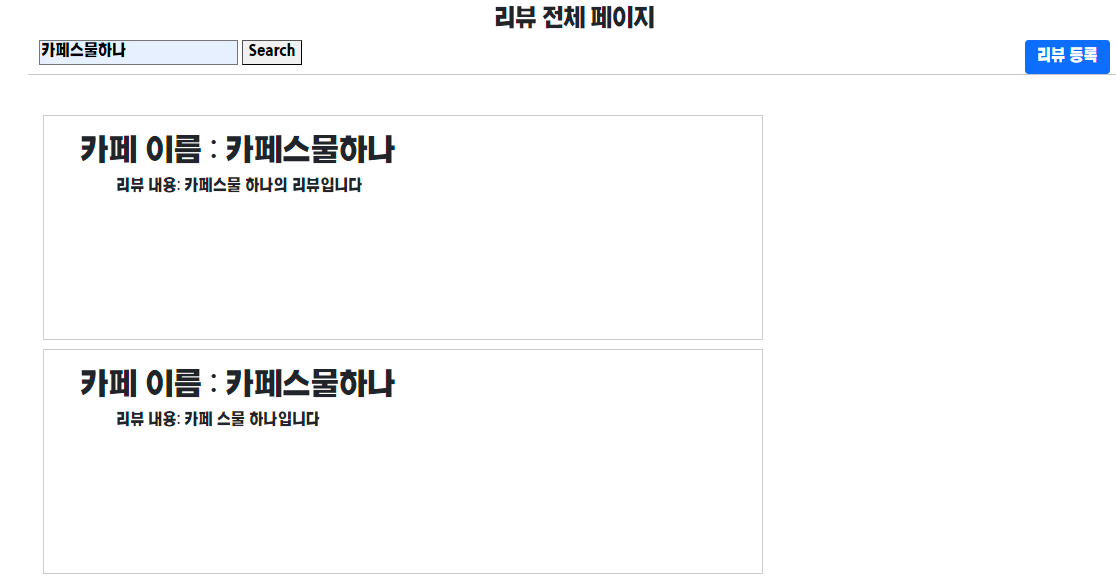 리뷰 전체 페이지
카페스물하나 Search
리뷰 등록
카페 이름 : 카페스물하나
리뷰 내용: 카페스물 하나의 리뷰입니다
카페 이름 : 카페스물하나
리뷰 내용: 카페 스물 하나입니다